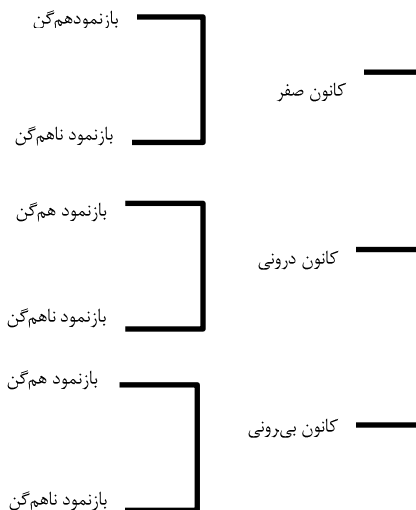 بازنمودهم‌گن
کانون صفر
بازنمود ناهم‌گن
بازنمود هم‌گن
کانون درونی
بازنمود ناهم‌گن
بازنمود هم‌گن
کانون بی‌رونی
بازنمود ناهم‌گن